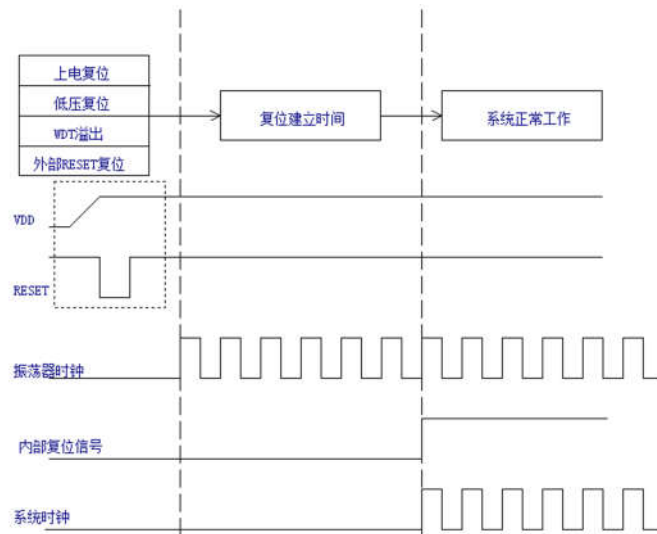 上电复位
低压复位
WDT溢出
外部RESET复位
复位建立时间
系统正常工作
VDD
RESET
振荡器时钟
内部复位信号
系统时钟